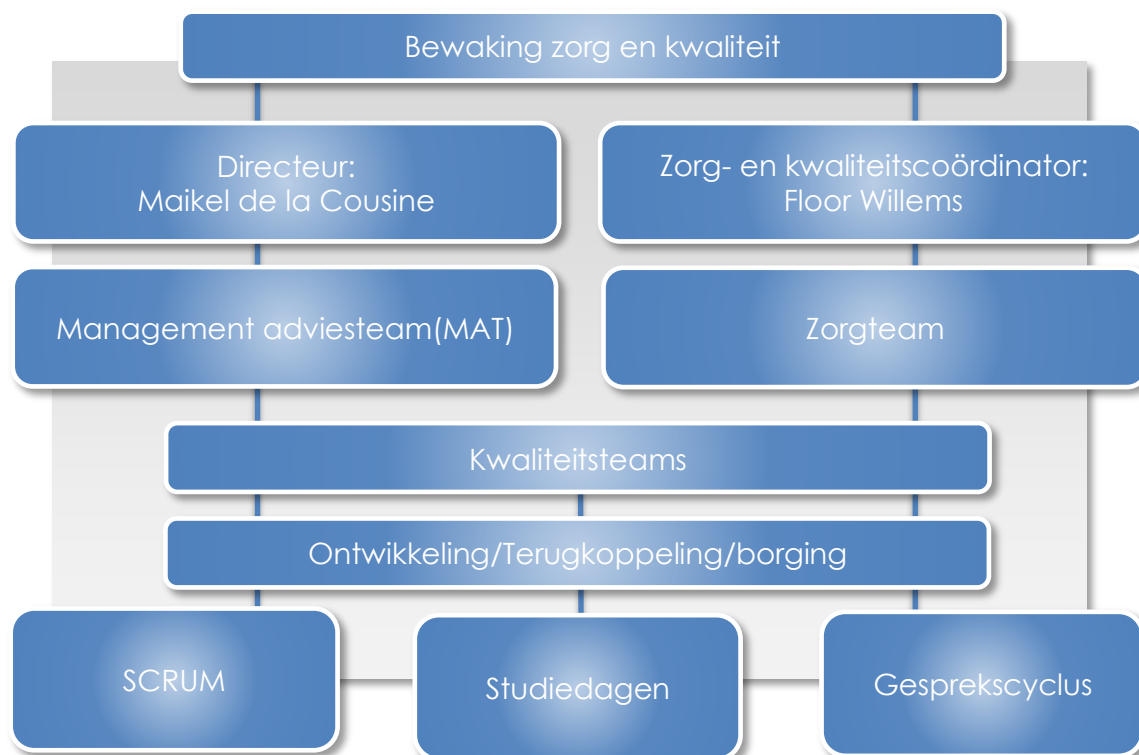 Bewaking zorg en kwaliteit
Directeur:
Maikel de la Cousine
Zorg- en kwaliteitscoördinator:
Floor Willems
Management adviesteam(MAT)
Zorgteam
Kwaliteitsteams
Ontwikkeling/Terugkoppeling/borging
SCRUM
Studiedagen
Gesprekscyclus